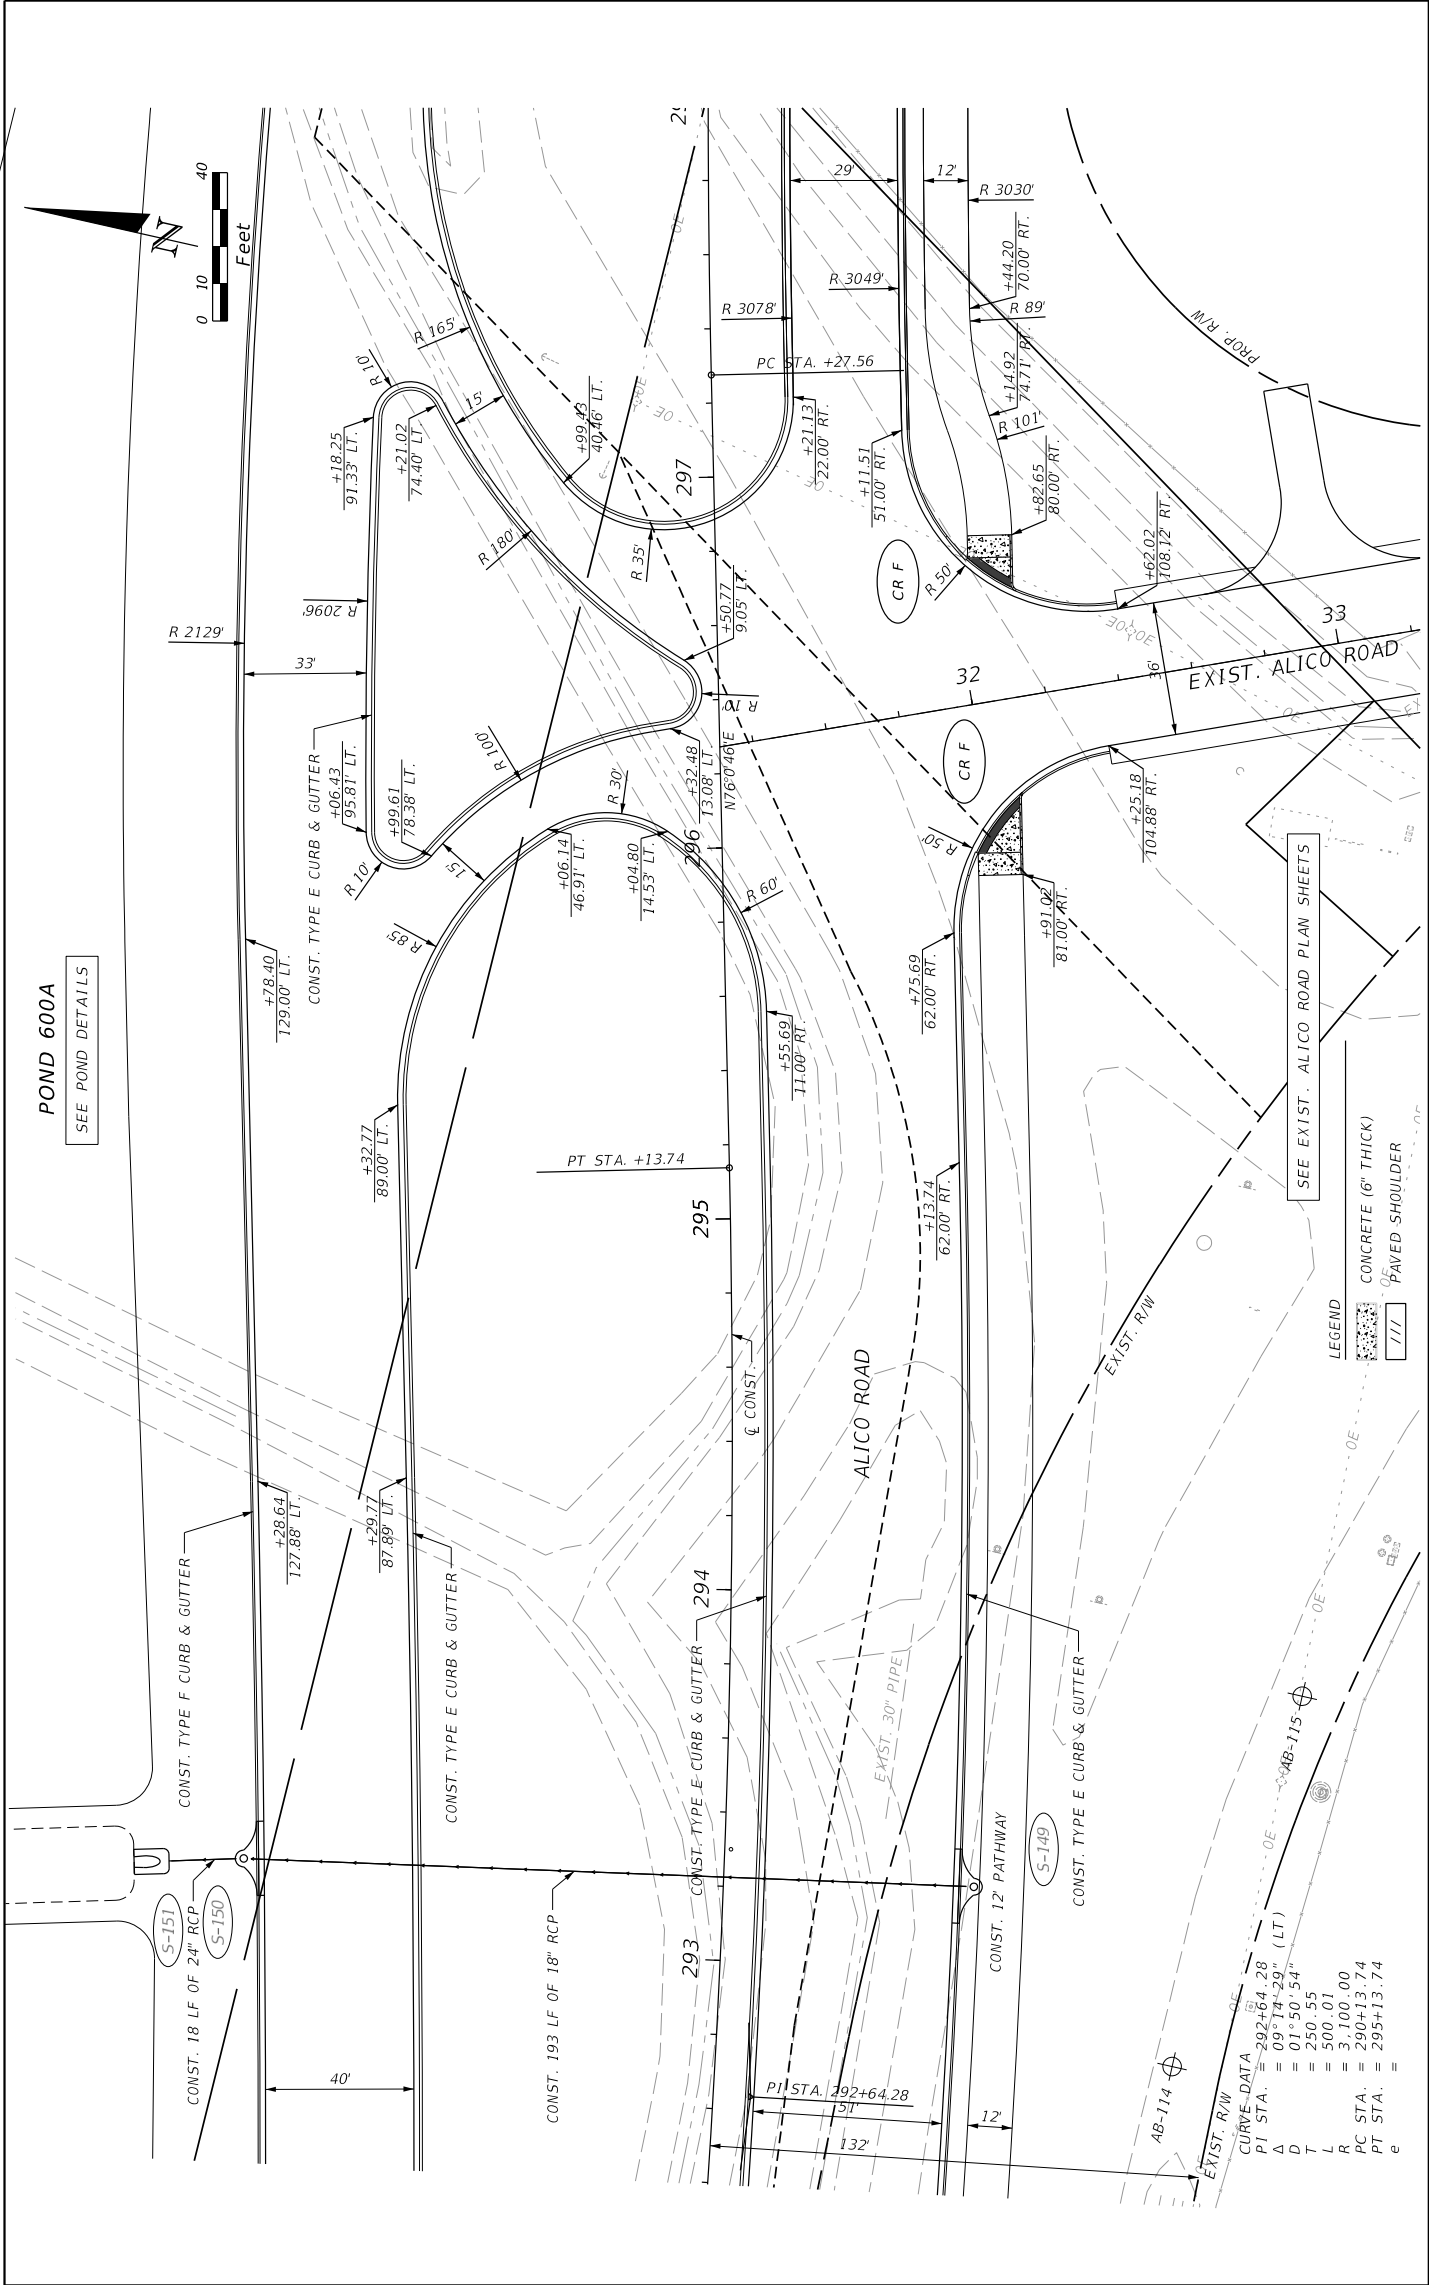 POND 600A
SEE POND DETAILS
N
0 10 40
Feet
29'
12'
R 3030'
+44.20
70.00' RT.
R 3049'
R 3078'
R 89'
PC STA. +27.56
+14.92
74.71' RT.
R 101'
R 165'
R 10'
15'
+18.25
91.33' LT.
+21.02
74.40' LT.
+99.43
40.46' LT.
+21.13
22.00' RT.
+11.51
51.00' RT.
+82.65
80.00' RT.
PROP. R/W
297
R 180'
R 35'
CR F
R 50'
+62.02
108.12' RT.
R 2096'
R 2129'
33'
+50.77
9.05' LT.
R 10'
N76°0'46"E
32
33
36'
EXIST. ALICO ROAD
CONST. TYPE E CURB & GUTTER
+06.43
95.81' LT.
+99.61
78.38' LT.
R 100'
R 30'
+32.48
13.08' LT.
CR F
+25.18
104.88' RT.
R 10'
15'
+06.14
46.91' LT.
+04.80
14.53' LT.
296
R 60'
R 50'
R 85'
+91.02
81.00' RT.
+78.40
129.00' LT.
+75.69
62.00' RT.
+55.69
11.00' RT.
+32.77
89.00' LT.
PT STA. +13.74
295
+13.74
62.00' RT.
SEE EXIST. ALICO ROAD PLAN SHEETS
LEGEND
CONCRETE (6" THICK)
PAVED SHOULDER
℄ CONST.
ALICO ROAD
EXIST. R/W
+28.64
127.88' LT.
+29.77
87.89' LT.
CONST. TYPE F CURB & GUTTER
CONST. TYPE E CURB & GUTTER
294
CONST. TYPE E CURB & GUTTER
EXIST. 30" PIPE
CONST. TYPE E CURB & GUTTER
S-149
CONST. 12' PATHWAY
AB-115
S-151
S-150
CONST. 18 LF OF 24" RCP
CONST. 193 LF OF 18" RCP
293
40'
PI STA. 292+64.28
51'
12'
132'
AB-114
EXIST. R/W
OE
OE
OE
OE
OE
OE
OE
OE
CURVE DATA
PI STA. = 292+64.28
Δ = 09°14'29" (LT)
D = 01°50'54"
T = 250.55
L = 500.01
R = 3,100.00
PC STA. = 290+13.74
PT STA. = 295+13.74
e =